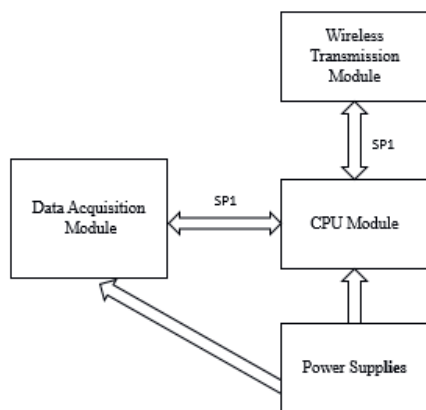 Wireless
Transmission
Module
SP1
Data Acquisition
Module
SP1
CPU Module
Power Supplies